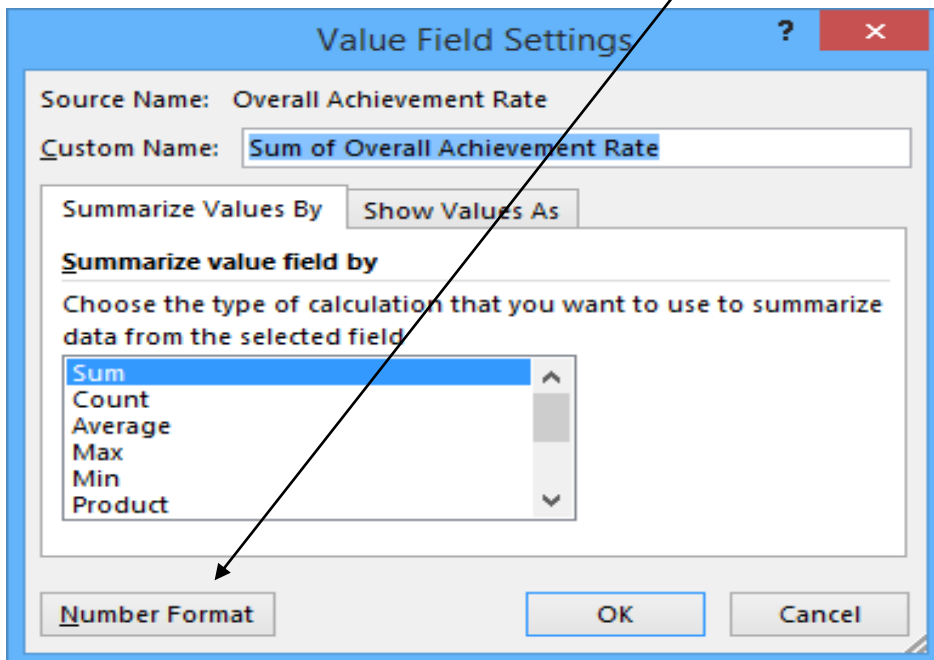 Value Field Settings ? ×
Source Name: Overall Achievement Rate
Custom Name: Sum of Overall Achievement Rate
Summarize Values By Show Values As
Summarize value field by
Choose the type of calculation that you want to use to summarize
data from the selected field
Sum
Count
Average
Max
Min
Product
Number Format OK Cancel